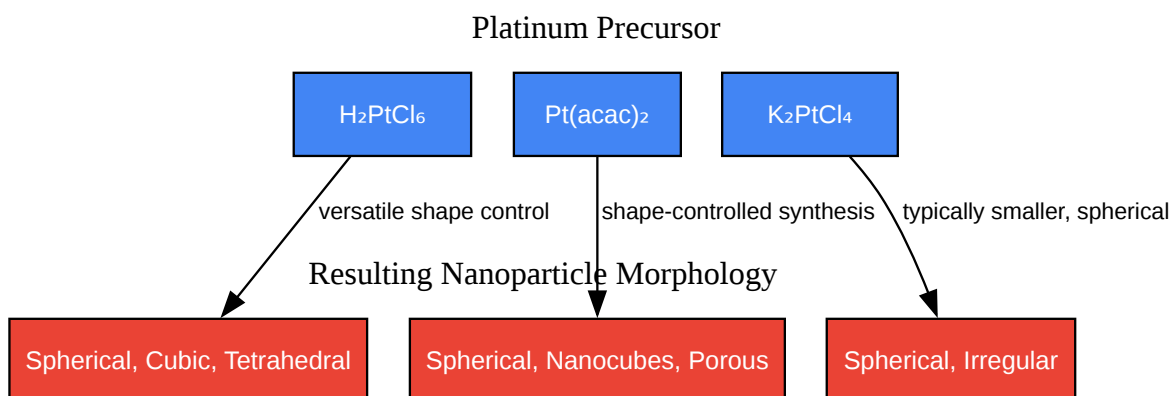 Platinum Precursor
H₂PtCl₆
Pt(acac)₂
K₂PtCl₄
versatile shape control
shape-controlled synthesis
typically smaller, spherical
Resulting Nanoparticle Morphology
Spherical, Cubic, Tetrahedral
Spherical, Nanocubes, Porous
Spherical, Irregular